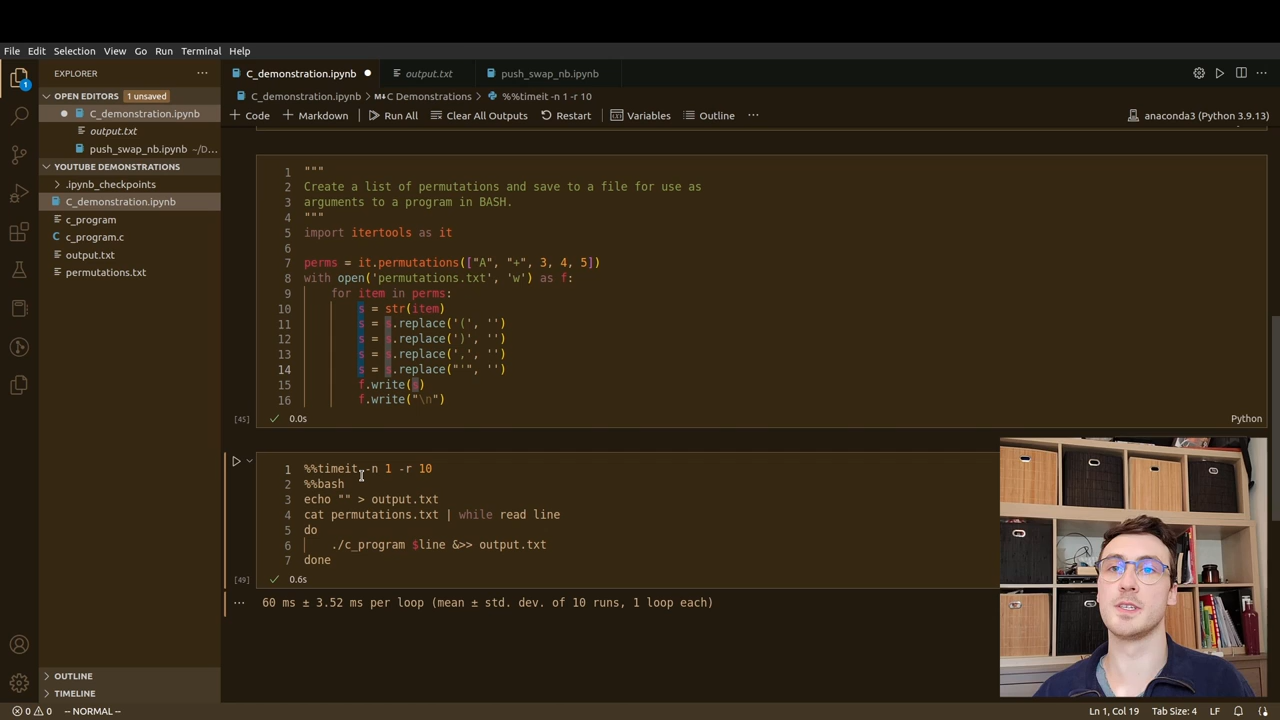 File Edit Selection View Go Run Terminal Help
EXPLORER
C_demonstration.ipynb
output.txt
push_swap_nb.ipynb
OPEN EDITORS 1 unsaved
C_demonstration.ipynb
output.txt
push_swap_nb.ipynb ~/D...
YOUTUBE DEMONSTRATIONS
.ipynb_checkpoints
C_demonstration.ipynb
c_program
c_program.c
output.txt
permutations.txt
OUTLINE
TIMELINE
C_demonstration.ipynb > C Demonstrations > %%timeit -n 1 -r 10
+ Code + Markdown Run All Clear All Outputs Restart Variables Outline ... anaconda3 (Python 3.9.13)
1 """
2 Create a list of permutations and save to a file for use as
3 arguments to a program in BASH.
4 """
5 import itertools as it
6
7 perms = it.permutations(["A", "+", 3, 4, 5])
8 with open('permutations.txt', 'w') as f:
9 for item in perms:
10 s = str(item)
11 s = s.replace('(', '')
12 s = s.replace(')', '')
13 s = s.replace(',', '')
14 s = s.replace("'", '')
15 f.write(s)
16 f.write("\n")
[45] 0.0s Python
1 %%timeit -n 1 -r 10
2 %%bash
3 echo "" > output.txt
4 cat permutations.txt | while read line
5 do
6 ./c_program $line &>> output.txt
7 done
[49] 0.6s
60 ms ± 3.52 ms per loop (mean ± std. dev. of 10 runs, 1 loop each)
0 0 -- NORMAL -- Ln 1, Col 19 Tab Size: 4 LF